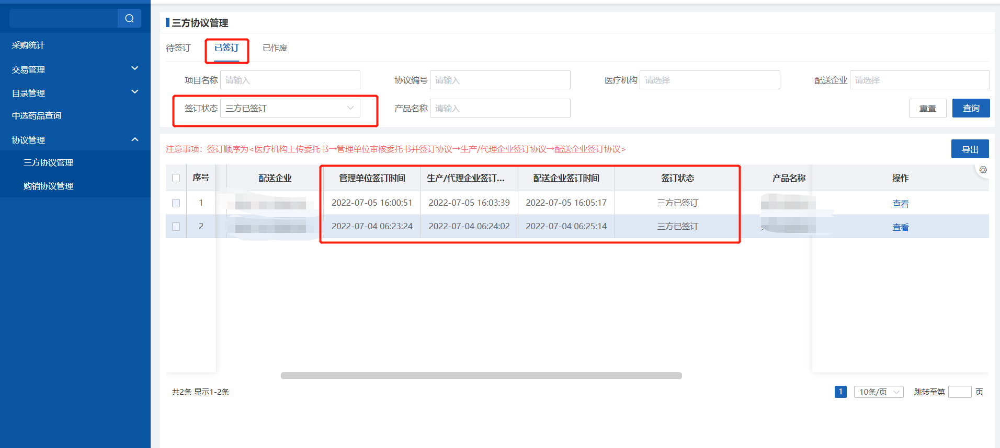 三方协议管理
采购统计
交易管理
目录管理
中选药品查询
协议管理
三方协议管理
购销协议管理
待签订 已签订 已作废
项目名称 请输入 协议编号 请输入 医疗机构 请选择 配送企业 请选择
签订状态 三方已签订 产品名称 请输入 重置 查询
注意事项：签订顺序为<医疗机构上传委托书→管理单位审核委托书并签订协议→生产/代理企业签订协议→配送企业签订协议> 导出
序号 配送企业 管理单位签订时间 生产/代理企业签订... 配送企业签订时间 签订状态 产品名称 操作
1 2022-07-05 16:00:51 2022-07-05 16:03:39 2022-07-05 16:05:17 三方已签订 查看
2 2022-07-04 06:23:24 2022-07-04 06:24:02 2022-07-04 06:25:14 三方已签订 查看
共2条 显示1-2条 1 10条/页 跳转至第 页